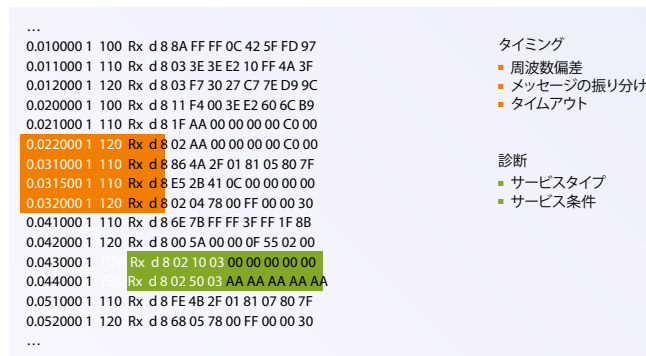 …
0.010000 1 100 Rx d 8 8A FF FF 0C 42 5F FD 97
0.011000 1 110 Rx d 8 03 3E 3E E2 10 FF 4A 3F
0.012000 1 120 Rx d 8 03 F7 30 27 C7 7E D9 9C
0.020000 1 100 Rx d 8 11 F4 00 3E E2 60 6C B9
0.021000 1 110 Rx d 8 1F AA 00 00 00 00 C0 00
0.022000 1 120 Rx d 8 02 AA 00 00 00 00 C0 00
0.031000 1 110 Rx d 8 86 4A 2F 01 81 05 80 7F
0.031500 1 110 Rx d 8 E5 2B 41 0C 00 00 00 00
0.032000 1 120 Rx d 8 02 04 78 00 FF 00 00 30
0.041000 1 110 Rx d 8 6E 7B FF FF 3F FF 1F 8B
0.042000 1 120 Rx d 8 00 5A 00 00 0F 55 02 00
0.043000 1 7DF Rx d 8 02 10 03 00 00 00 00 00
0.044000 1 7E8 Rx d 8 02 50 03 AA AA AA AA AA
0.051000 1 110 Rx d 8 FE 4B 2F 01 81 07 80 7F
0.052000 1 120 Rx d 8 68 05 78 00 FF 00 00 30
…
タイミング
周波数偏差
メッセージの振り分け
タイムアウト
診断
サービスタイプ
サービス条件